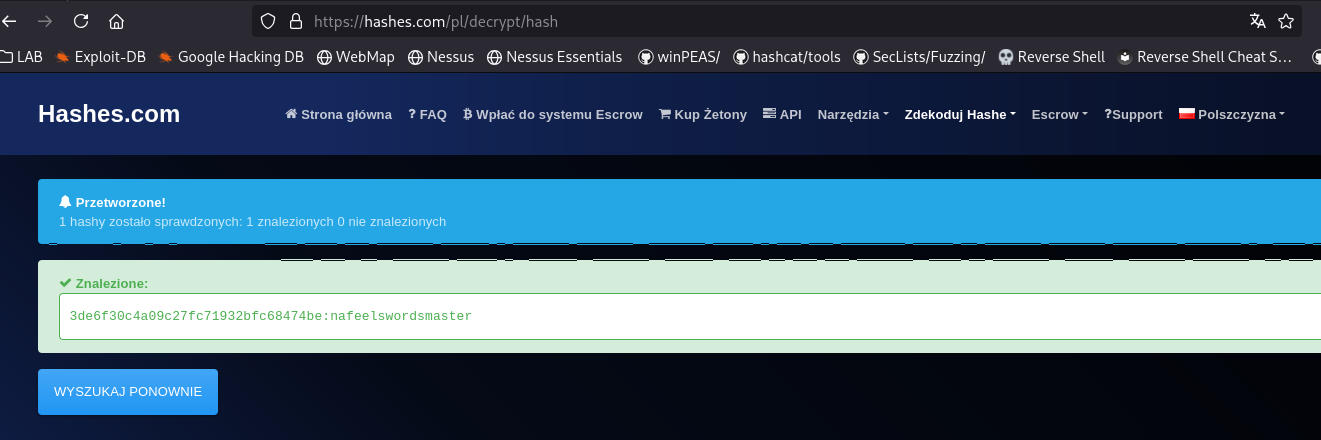 https://hashes.com/pl/decrypt/hash
LAB Exploit-DB Google Hacking DB WebMap Nessus Nessus Essentials winPEAS/ hashcat/tools SecLists/Fuzzing/ Reverse Shell Reverse Shell Cheat S…
Hashes.com Strona główna ? FAQ Wpłać do systemu Escrow Kup Żetony API Narzędzia Zdekoduj Hashe Escrow ?Support Polszczyzna
Przetworzone!
1 hashy zostało sprawdzonych: 1 znalezionych 0 nie znalezionych
Znalezione:
3de6f30c4a09c27fc71932bfc68474be:nafeelswordsmaster
WYSZUKAJ PONOWNIE